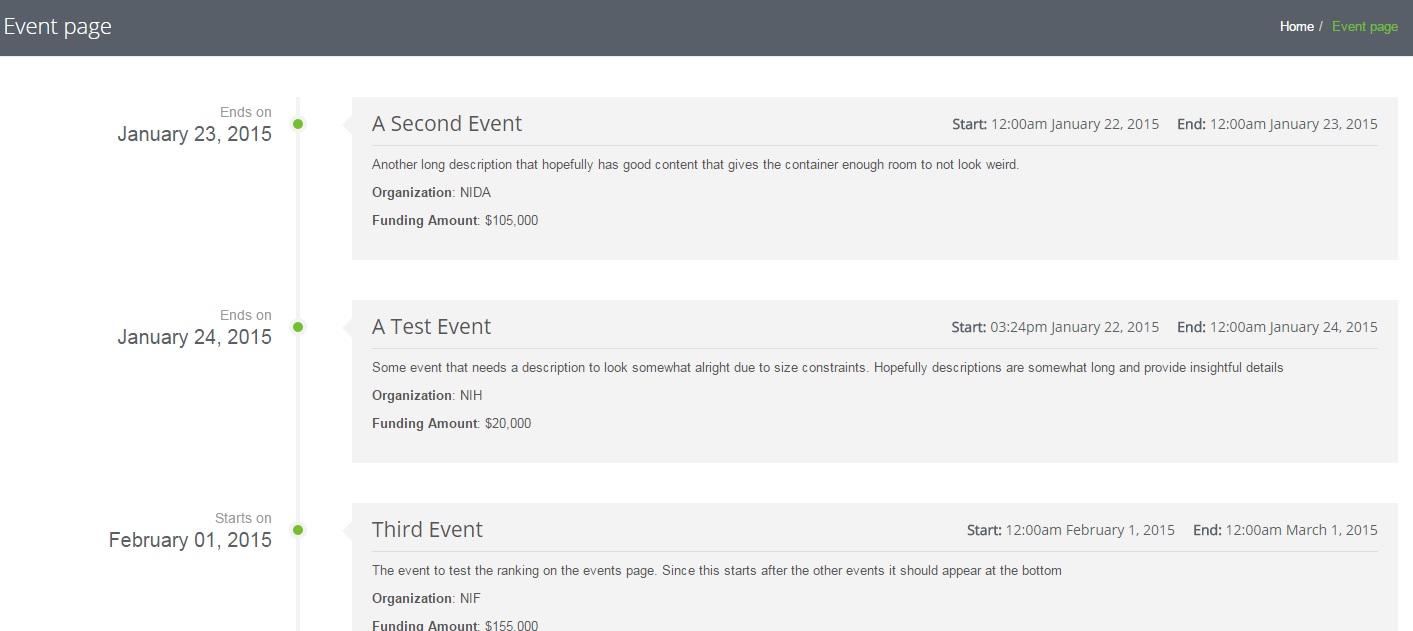 Event page
Home / Event page
Ends on
January 23, 2015
A Second Event
Start: 12:00am January 22, 2015 End: 12:00am January 23, 2015
Another long description that hopefully has good content that gives the container enough room to not look weird.
Organization: NIDA
Funding Amount: $105,000
Ends on
January 24, 2015
A Test Event
Start: 03:24pm January 22, 2015 End: 12:00am January 24, 2015
Some event that needs a description to look somewhat alright due to size constraints. Hopefully descriptions are somewhat long and provide insightful details
Organization: NIH
Funding Amount: $20,000
Starts on
February 01, 2015
Third Event
Start: 12:00am February 1, 2015 End: 12:00am March 1, 2015
The event to test the ranking on the events page. Since this starts after the other events it should appear at the bottom
Organization: NIF
Funding Amount: $155,000